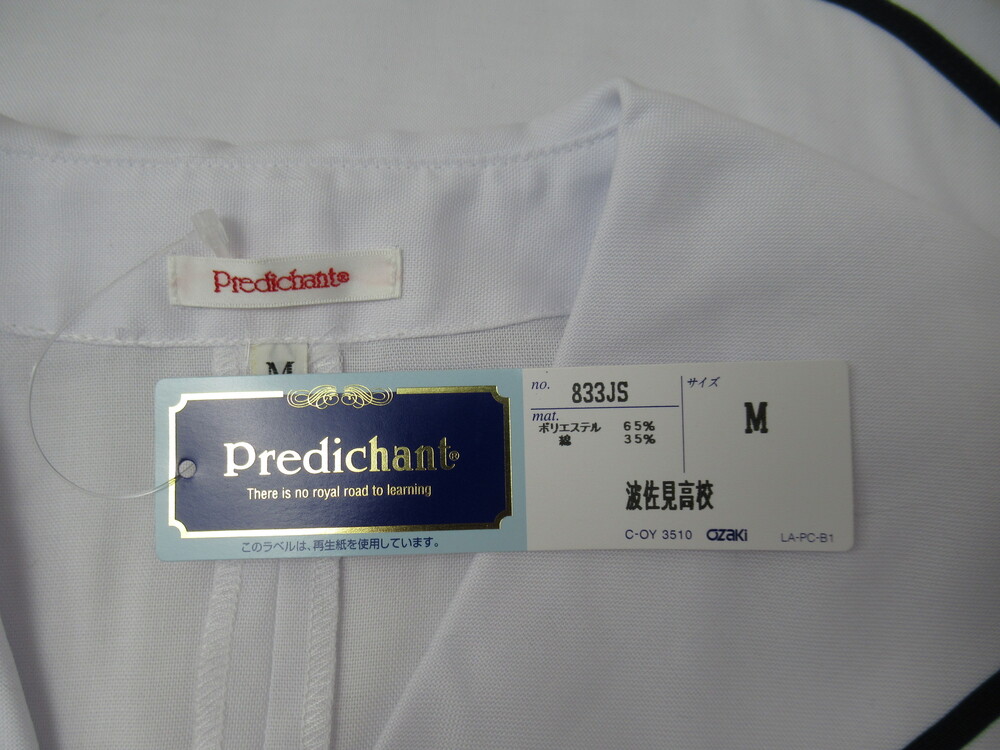 Predichant®
M
Predichant®
There is no royal road to learning
このラベルは、再生紙を使用しています。
no. 833JS
mat.
ポリエステル 65%
綿 35%
サイズ
M
波佐見高校
C-OY 3510 OZAKI LA-PC-B1